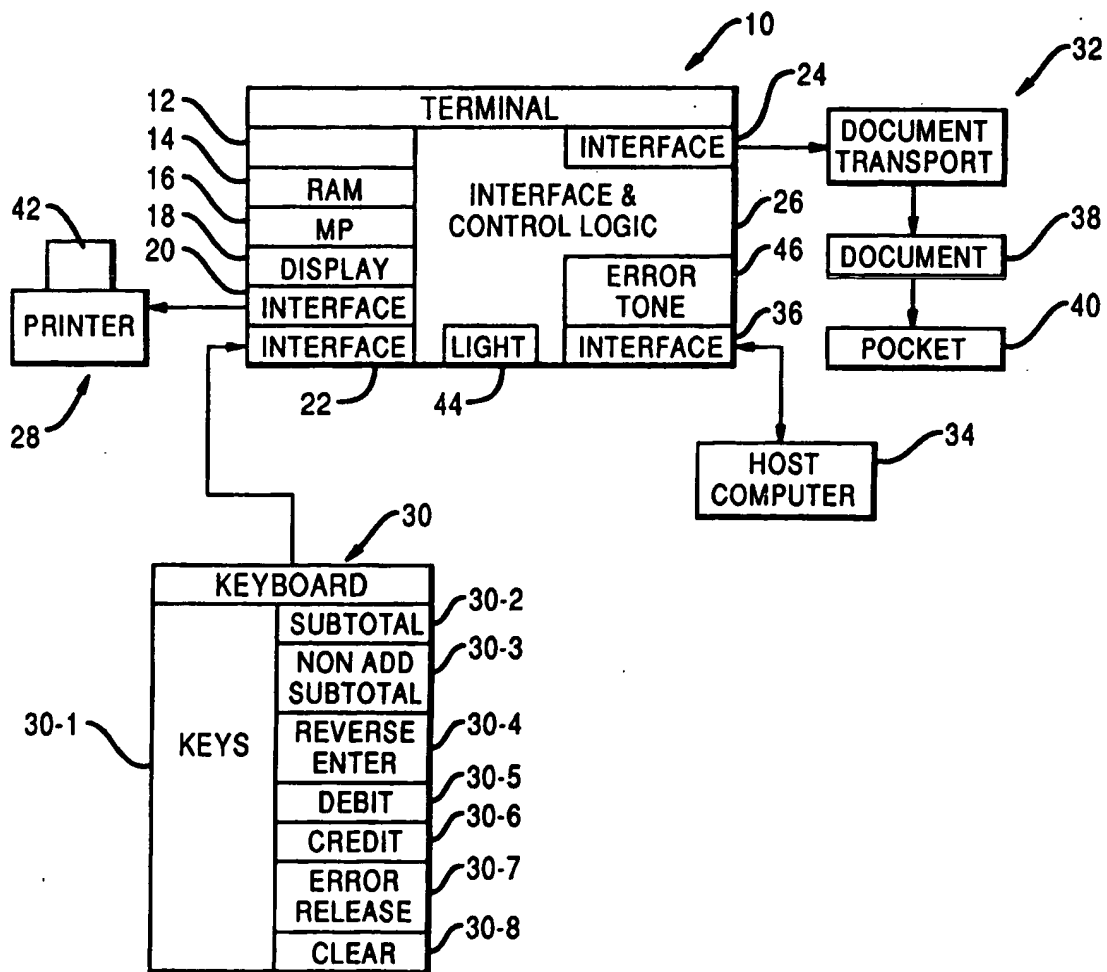 10
32
24
12
TERMINAL
INTERFACE
DOCUMENT
TRANSPORT
14
RAM
16
MP
INTERFACE &
CONTROL LOGIC
26
42
18
DISPLAY
46
DOCUMENT
38
20
INTERFACE
ERROR
TONE
36
40
PRINTER
INTERFACE
LIGHT
INTERFACE
POCKET
28
22
44
34
HOST
COMPUTER
30
KEYBOARD
30-2
SUBTOTAL
30-3
NON ADD
SUBTOTAL
30-1
KEYS
30-4
REVERSE
ENTER
30-5
DEBIT
30-6
CREDIT
30-7
ERROR
RELEASE
30-8
CLEAR